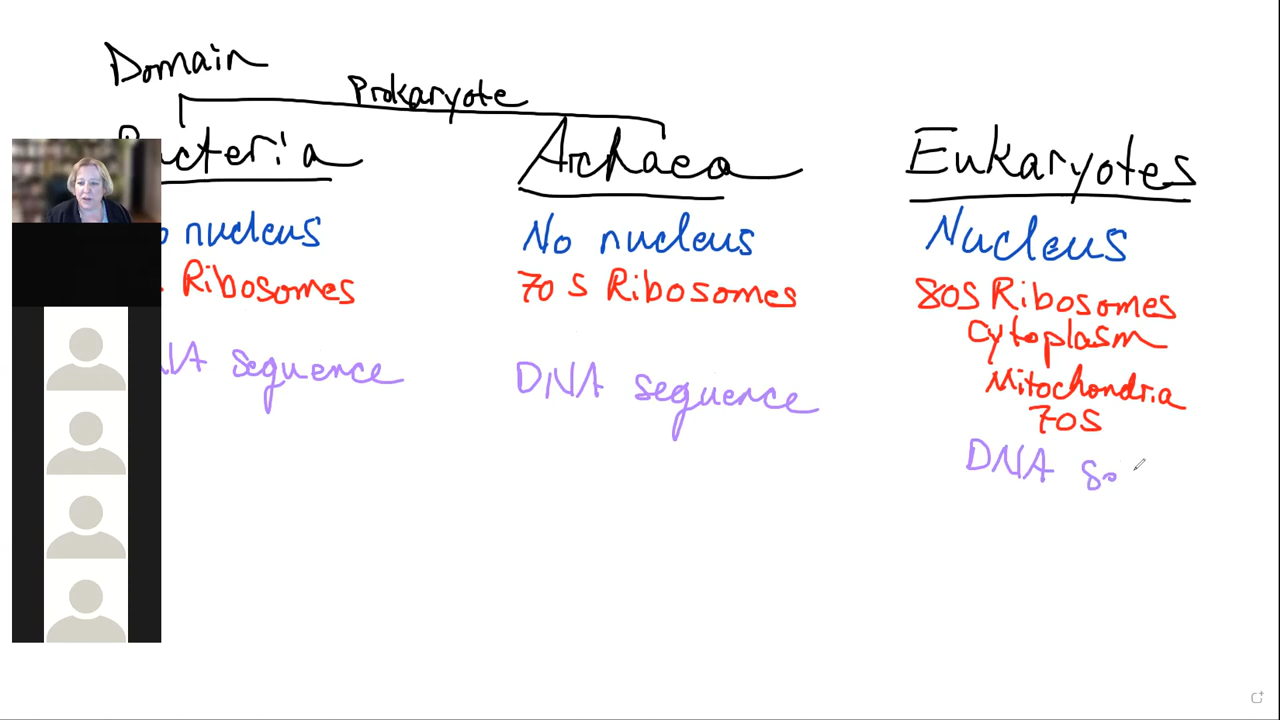 Domain
Prokaryote
Bacteria Archaea Eukaryotes
nucleus No nucleus Nucleus
Ribosomes 70 S Ribosomes 80S Ribosomes
Cytoplasm
Mitochondria
70S
sequence DNA sequence
DNA